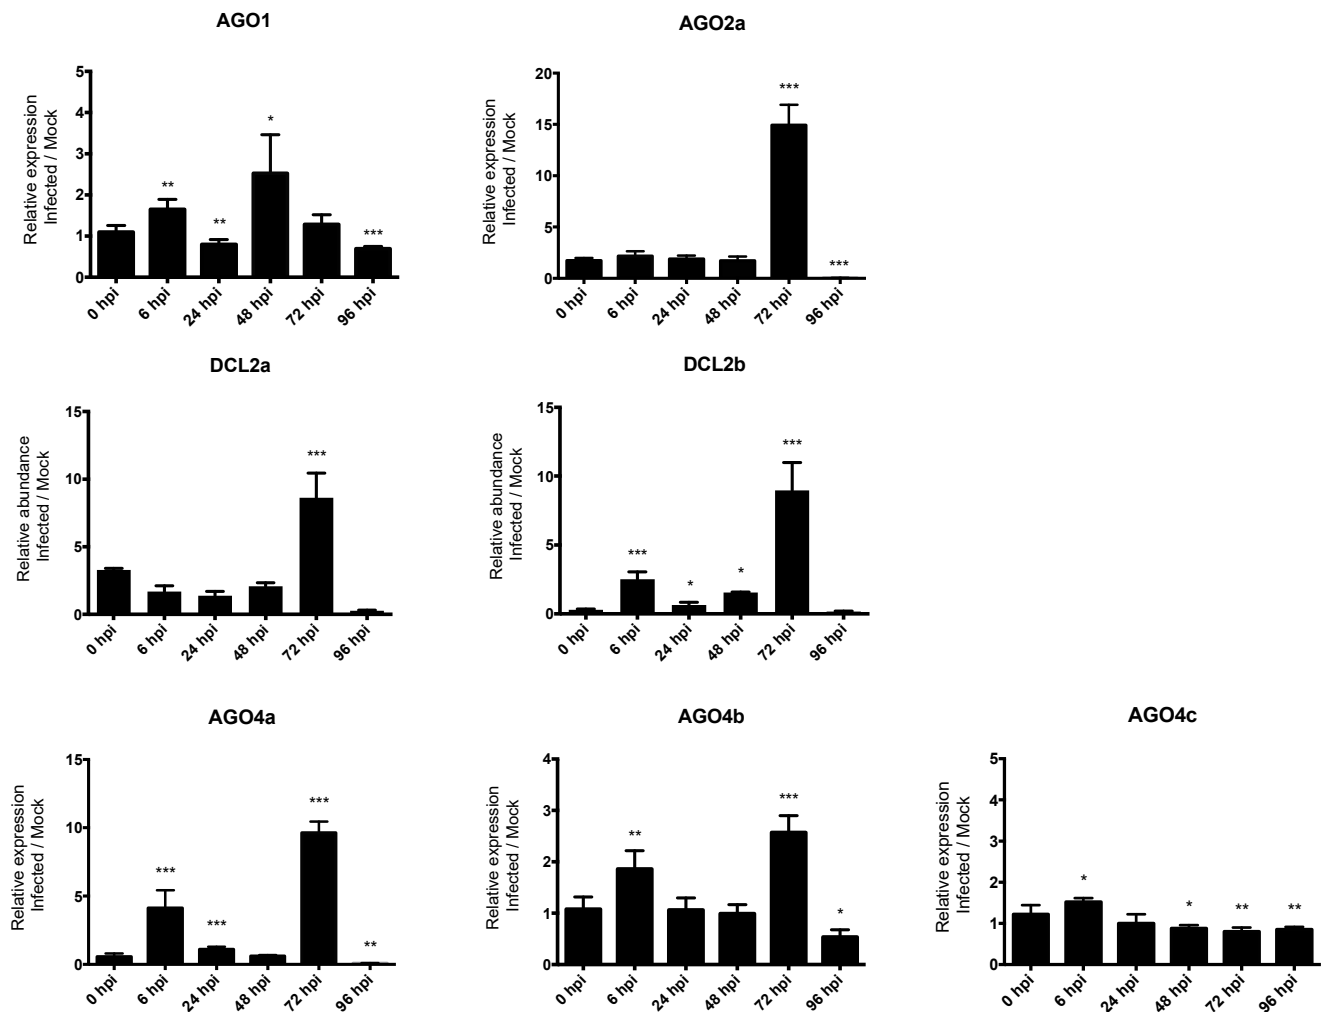 AGO1
Relative expression
Infected / Mock
5
4
3
2
1
0
**
**
*
***
0 hpi
6 hpi
24 hpi
48 hpi
72 hpi
96 hpi
AGO2a
Relative expression
Infected / Mock
20
15
10
5
0
***
***
0 hpi
6 hpi
24 hpi
48 hpi
72 hpi
96 hpi
DCL2a
Relative abundance
Infected / Mock
15
10
5
0
***
0 hpi
6 hpi
24 hpi
48 hpi
72 hpi
96 hpi
DCL2b
Relative abundance
Infected / Mock
15
10
5
0
***
*
*
***
0 hpi
6 hpi
24 hpi
48 hpi
72 hpi
96 hpi
AGO4a
Relative expression
Infected / Mock
15
10
5
0
***
***
***
**
0 hpi
6 hpi
24 hpi
48 hpi
72 hpi
96 hpi
AGO4b
Relative expression
Infected / Mock
4
3
2
1
0
**
***
*
0 hpi
6 hpi
24 hpi
48 hpi
72 hpi
96 hpi
AGO4c
Relative expression
Infected / Mock
5
4
3
2
1
0
*
*
**
**
0 hpi
6 hpi
24 hpi
48 hpi
72 hpi
96 hpi